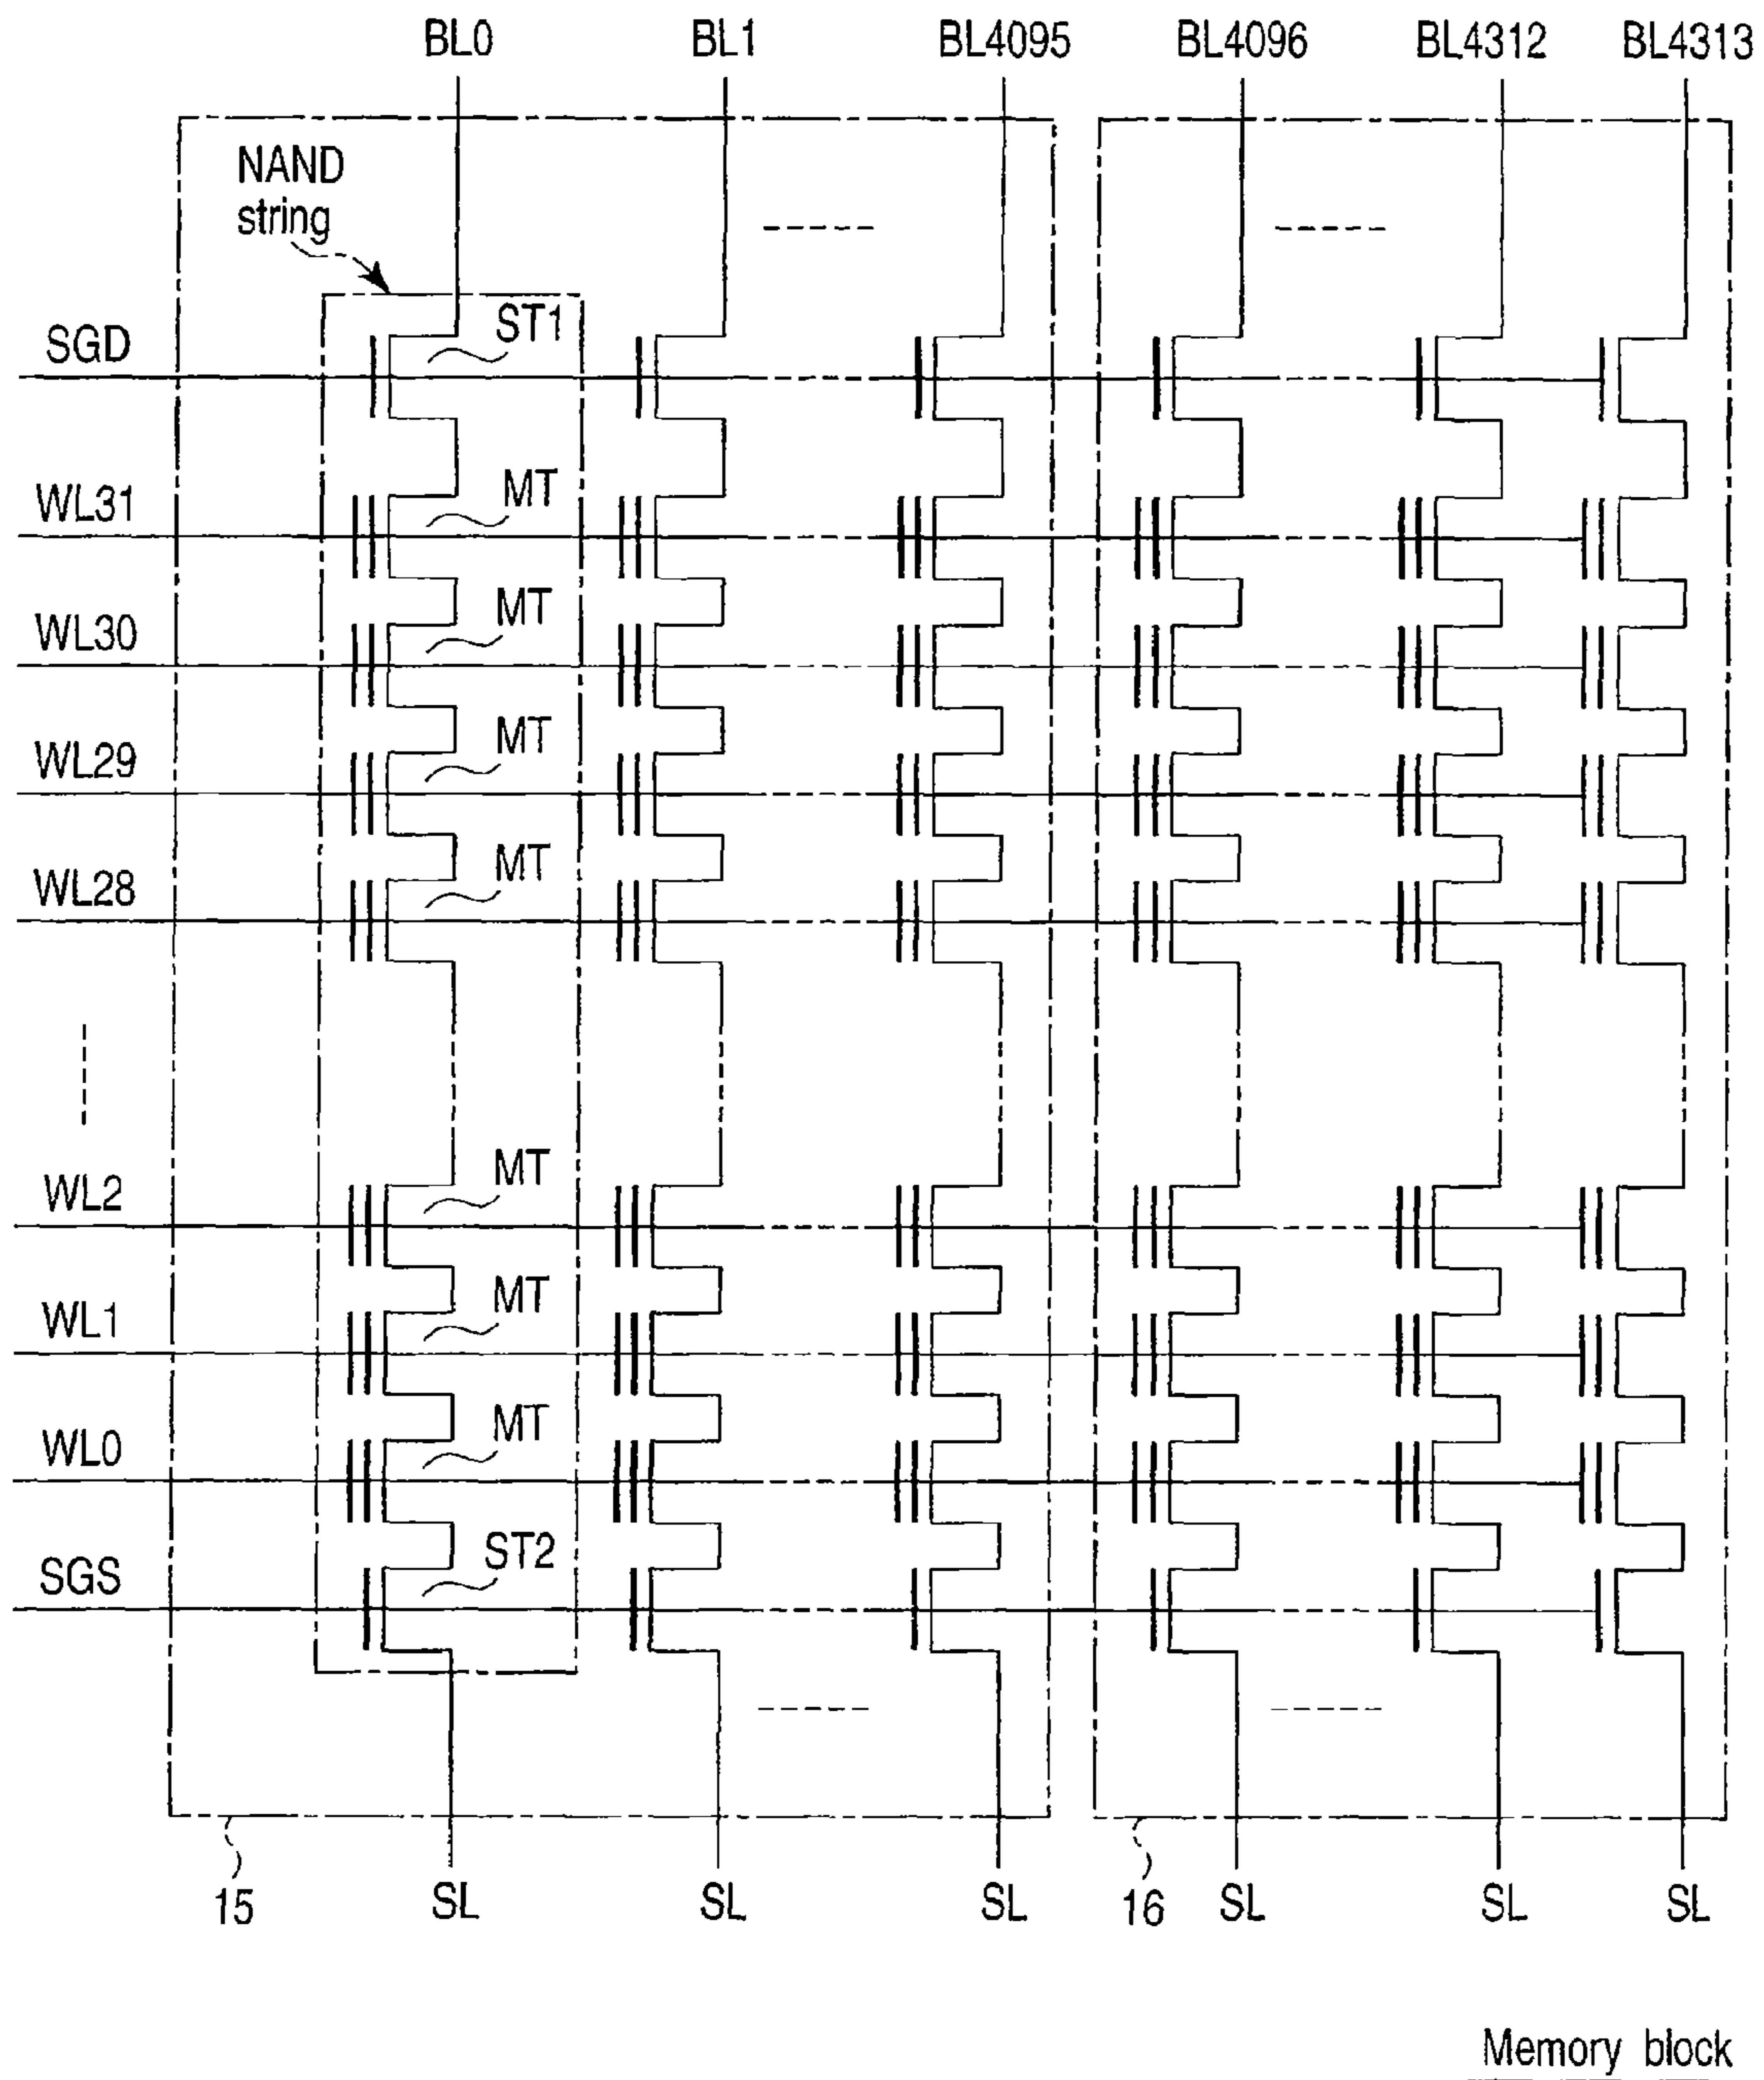 BL0 BL1 BL4095 BL4096 BL4312 BL4313
NAND
string
ST1
SGD
MT
WL31
MT
WL30
MT
WL29
MT
WL28
MT
WL2
MT
WL1
MT
WL0
ST2
SGS
15 SL SL SL 16 SL SL SL
Memory block